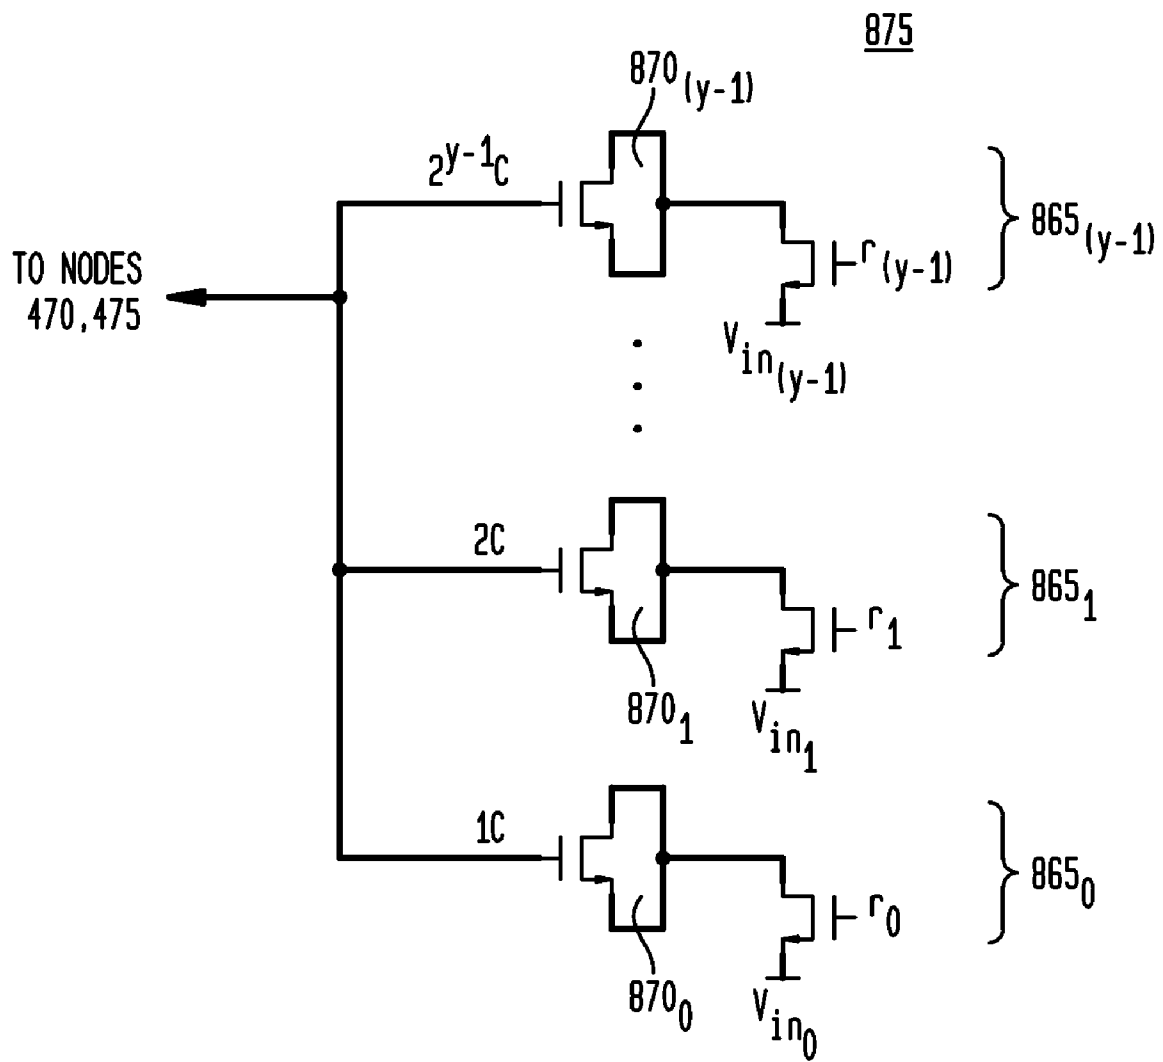 875
870(y-1)
2^y-1C
865(y-1)
TO NODES
470,475
r(y-1)
Vin(y-1)
2C
865₁
r₁
870₁
Vin₁
1C
865₀
r₀
870₀
Vin₀